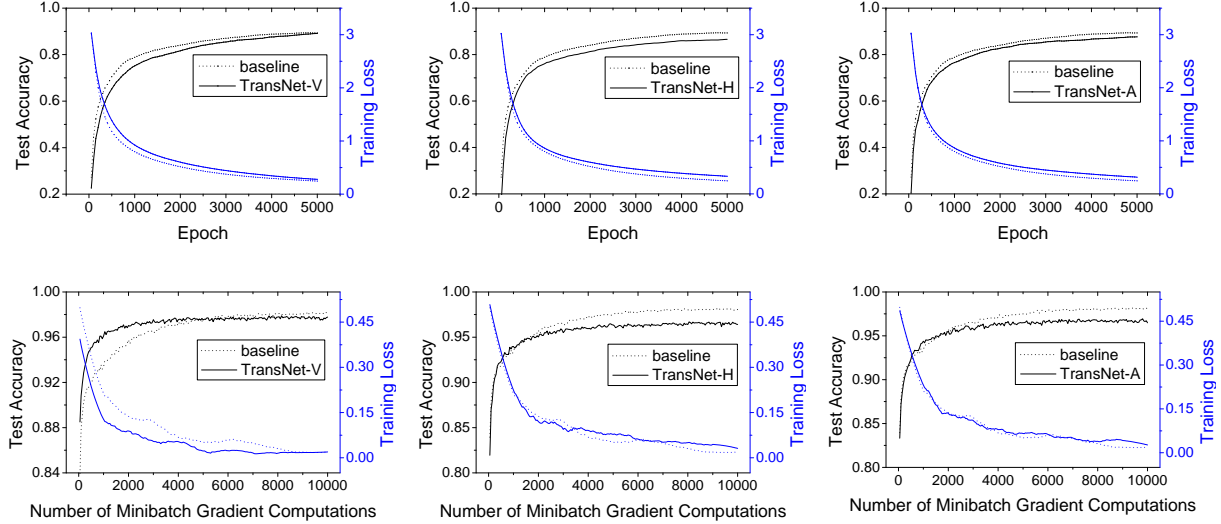 1.0
0.8
0.6
0.4
0.2
Test Accuracy
0 1000 2000 3000 4000 5000
Epoch
3
2
1
0
Training Loss
baseline
TransNet-V
1.0
0.8
0.6
0.4
0.2
Test Accuracy
0 1000 2000 3000 4000 5000
Epoch
3
2
1
0
Training Loss
baseline
TransNet-H
1.0
0.8
0.6
0.4
0.2
Test Accuracy
0 1000 2000 3000 4000 5000
Epoch
3
2
1
0
Training Loss
baseline
TransNet-A
1.00
0.96
0.92
0.88
0.84
Test Accuracy
0 2000 4000 6000 8000 10000
Number of Minibatch Gradient Computations
0.45
0.30
0.15
0.00
Training Loss
baseline
TransNet-V
1.00
0.95
0.90
0.85
0.80
Test Accuracy
0 2000 4000 6000 8000 10000
Number of Minibatch Gradient Computations
0.45
0.30
0.15
0.00
Training Loss
baseline
TransNet-H
1.00
0.95
0.90
0.85
0.80
Test Accuracy
0 2000 4000 6000 8000 10000
Number of Minibatch Gradient Computations
0.45
0.30
0.15
0.00
Training Loss
baseline
TransNet-A